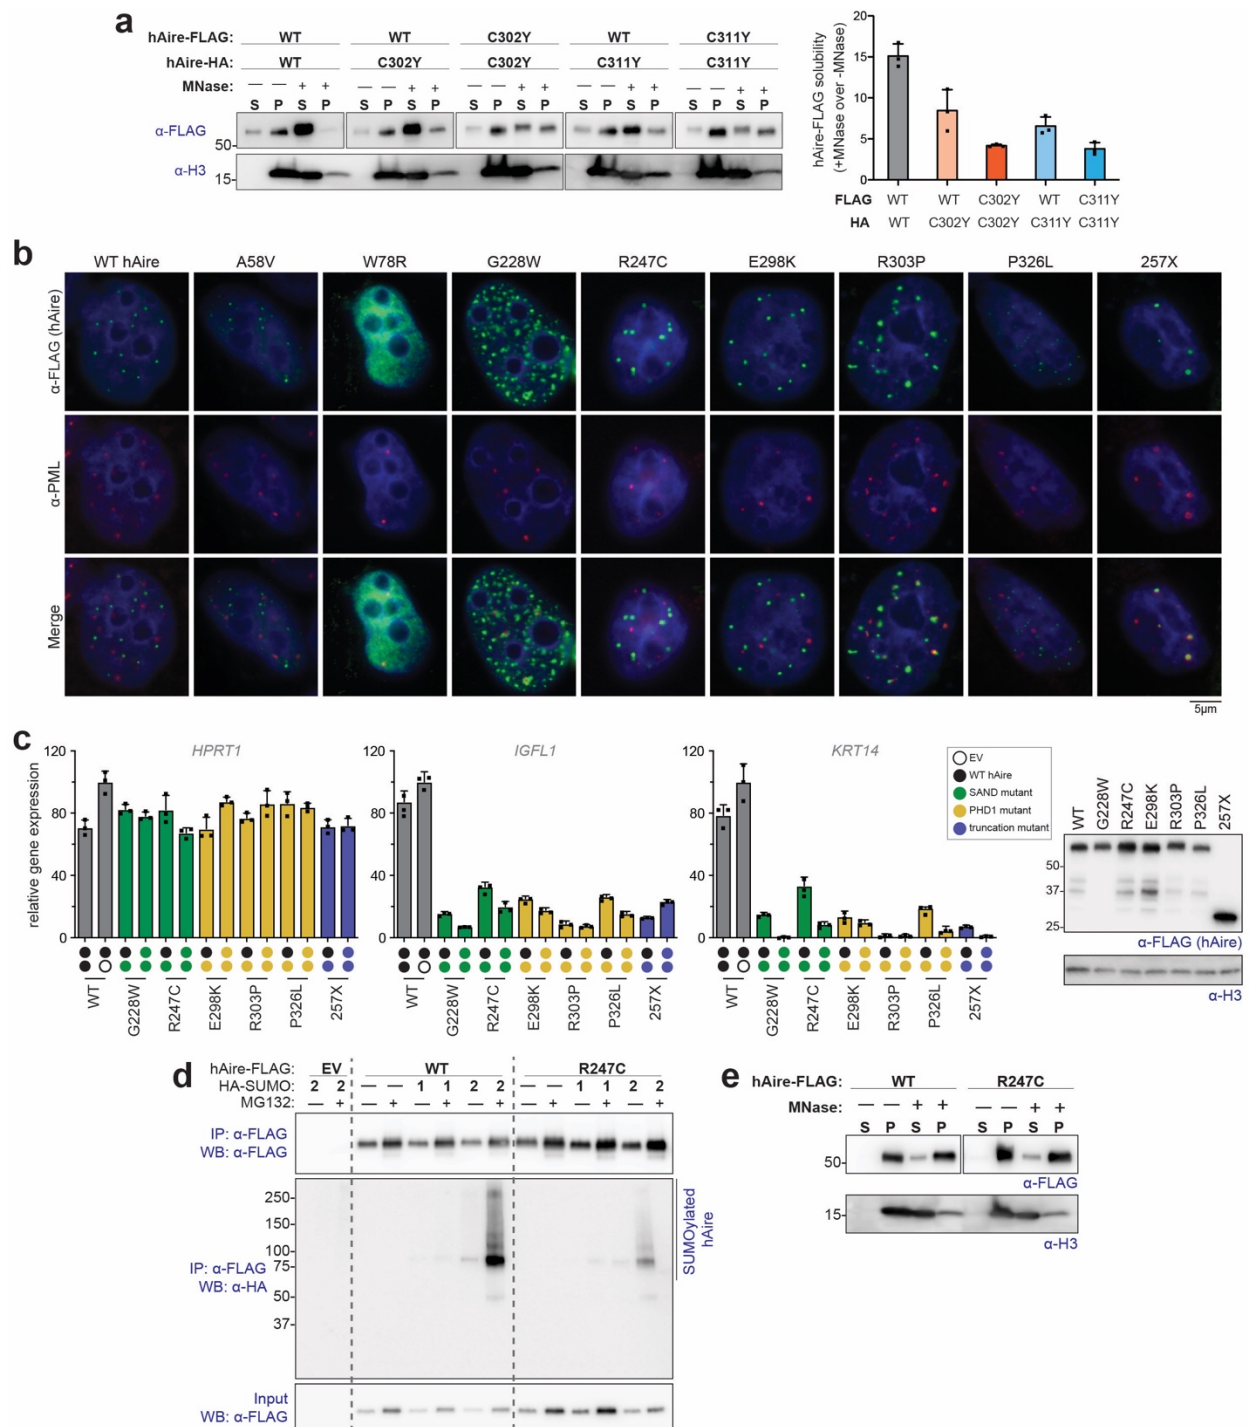 a
hAire-FLAG: WT WT C302Y WT C311Y
hAire-HA: WT C302Y C302Y C311Y C311Y
MNase: — — + + — — + + — — + + — — + + — — + +
S P S P S P S P S P S P S P S P S P S P
α-FLAG
50-
α-H3
15-
hAire-FLAG solubility
(+MNase over -MNase)
20
15
10
5
0
FLAG WT WT C302Y WT C311Y
HA WT C302Y C302Y C311Y C311Y
b
WT hAire A58V W78R G228W R247C E298K R303P P326L 257X
α-FLAG (hAire)
α-PML
Merge
5μm
c
relative gene expression
HPRT1
120
80
40
0
WT G228W R247C E298K R303P P326L 257X
IGFL1
120
80
40
0
WT G228W R247C E298K R303P P326L 257X
KRT14
120
80
40
0
WT G228W R247C E298K R303P P326L 257X
EV
WT hAire
SAND mutant
PHD1 mutant
truncation mutant
WT G228W R247C E298K R303P P326L 257X
50-
37-
25-
α-FLAG (hAire)
α-H3
d
hAire-FLAG: EV WT R247C
HA-SUMO: 2 2 — — 1 1 2 2 — — 1 1 2 2
MG132: — + — + — + — + — + — + — +
IP: α-FLAG
WB: α-FLAG
250-
150-
100-
75-
50-
37-
IP: α-FLAG
WB: α-HA
SUMOylated
hAire
Input
WB: α-FLAG
e
hAire-FLAG: WT R247C
MNase: — — + + — — + +
S P S P S P S P
50-
α-FLAG
15-
α-H3